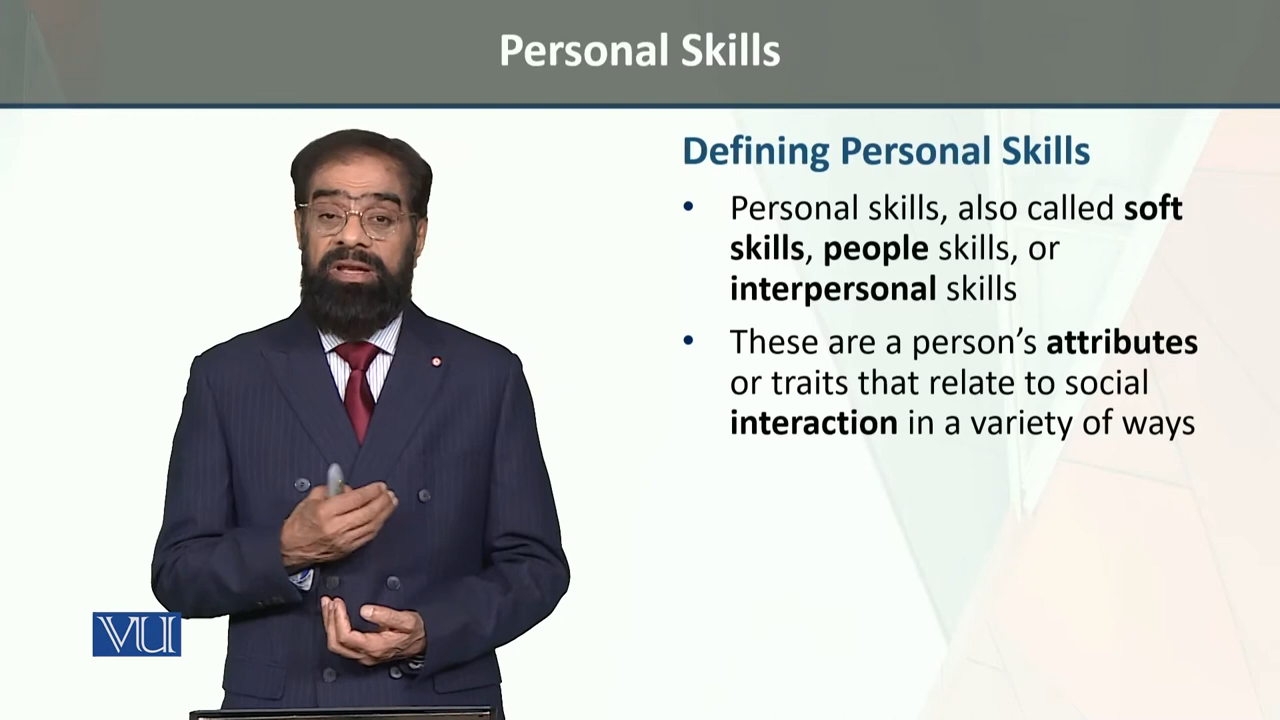 Personal Skills
Defining Personal Skills
• Personal skills, also called soft
skills, people skills, or
interpersonal skills
• These are a person's attributes
or traits that relate to social
interaction in a variety of ways
VU